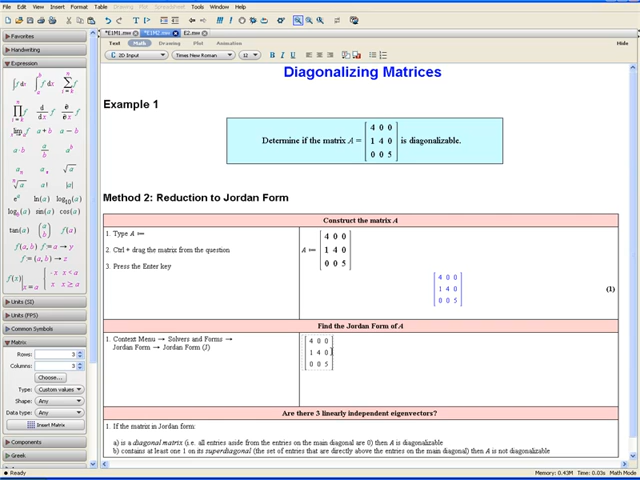 File Edit View Insert Format Table Spreadsheet Tools Window Help
*E1M1.mw *E1M2.mw E2.mw
Text Math Drawing Plot Animation Hide
2D Input Times New Roman 12 B I U
Favorites
Handwriting
Expression
Units (SI)
Units (FPS)
Common Symbols
Matrix
Rows: 3
Columns: 3
Choose...
Type: Custom values
Shape: Any
Data type: Any
Insert Matrix
Components
Greek
Diagonalizing Matrices
Example 1
Determine if the matrix A = [4 0 0
1 4 0
0 0 5] is diagonalizable.
Method 2: Reduction to Jordan Form
Construct the matrix A
1. Type A :=
2. Ctrl + drag the matrix from the question
3. Press the Enter key
A := [4 0 0
1 4 0
0 0 5]
4 0 0
1 4 0
0 0 5
(1)
Find the Jordan Form of A
1. Context Menu → Solvers and Forms →
Jordan Form → Jordan Form (J)
4 0 0
1 4 0
0 0 5
Are there 3 linearly independent eigenvectors?
1. If the matrix in Jordan form:
a) is a diagonal matrix (i.e. all entries aside from the entries on the main diagonal are 0) then A is diagonalizable
b) contains at least one 1 on its superdiagonal (the set of entries that are directly above the entries on the main diagonal) then A is not diagonalizable
Ready
Memory: 0.43M Time: 0.03s Math Mode